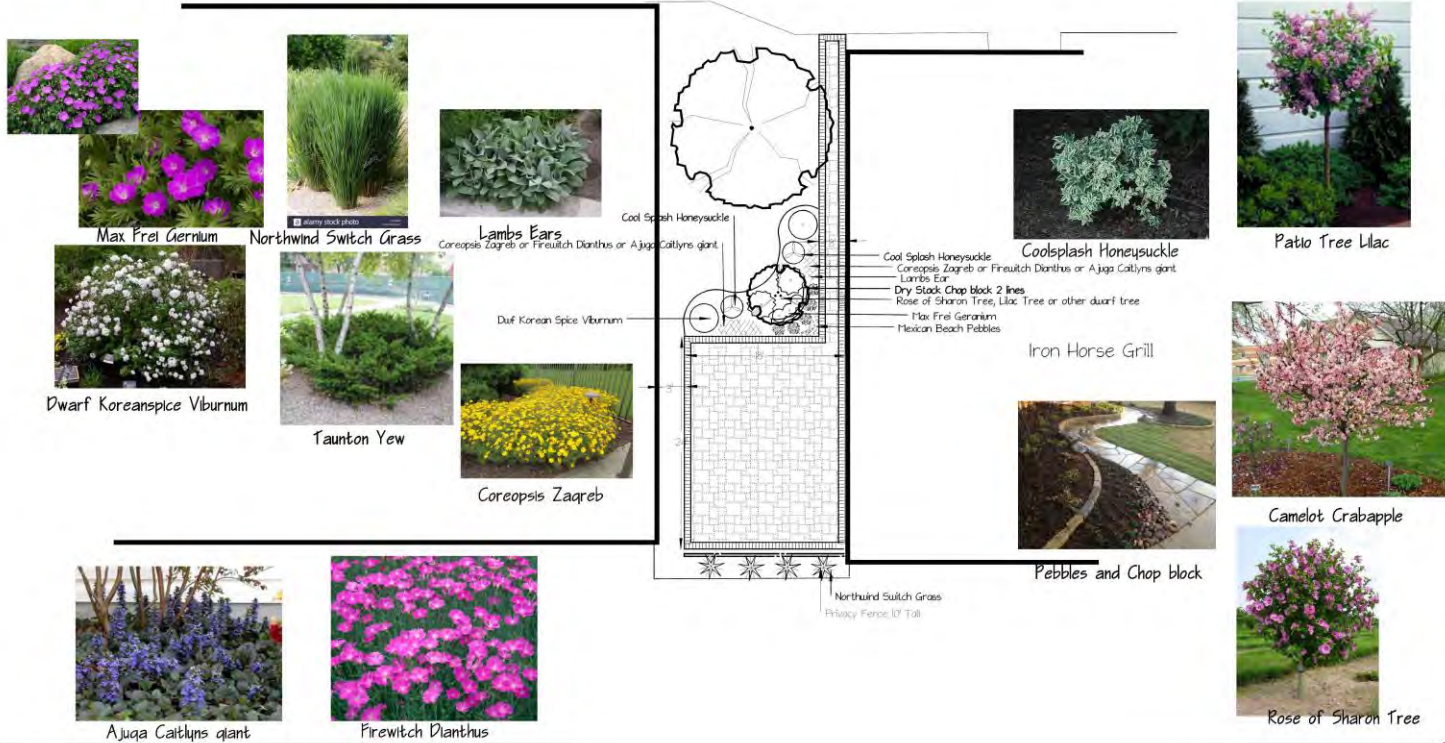 Max Frei Gernium
alamy stock photo
Northwind Switch Grass
Lambs Ears
Cool Splash Honeysuckle
Coreopsis Zagreb or Firewitch Dianthus or Ajuga Caitlyns giant
Dwf Korean Spice Viburnum
Cool Splash Honeysuckle
Coreopsis Zagreb or Firewitch Dianthus or Ajuga Caitlyns giant
Lambs Ear
Dry Stack Chop block 2 lines
Rose of Sharon Tree, Lilac Tree or other dwarf tree
Max Frei Geranium
Mexican Beach Pebbles
Coolsplash Honeysuckle
Patio Tree Lilac
Iron Horse Grill
Dwarf Koreanspice Viburnum
Taunton Yew
Coreopsis Zagreb
Camelot Crabapple
Pebbles and Chop block
Northwind Switch Grass
Privacy Fence 10' Tall
Ajuga Caitlyns giant
Firewitch Dianthus
Rose of Sharon Tree